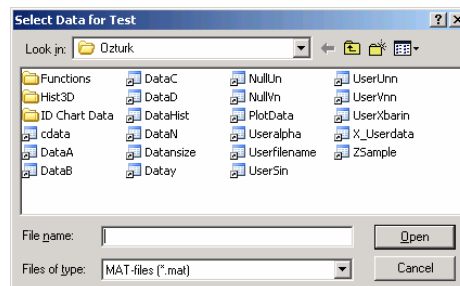 Select Data for Test
Look in: Ozturk
Functions
Hist3D
ID Chart Data
cdata
DataA
DataB
DataC
DataD
DataHist
DataN
Datansize
Datay
NullUn
NullVn
PlotData
Useralpha
Userfilename
UserSin
UserUnn
UserVnn
UserXbarin
X_Userdata
ZSample
File name:
Open
Files of type: MAT-files (*.mat)
Cancel